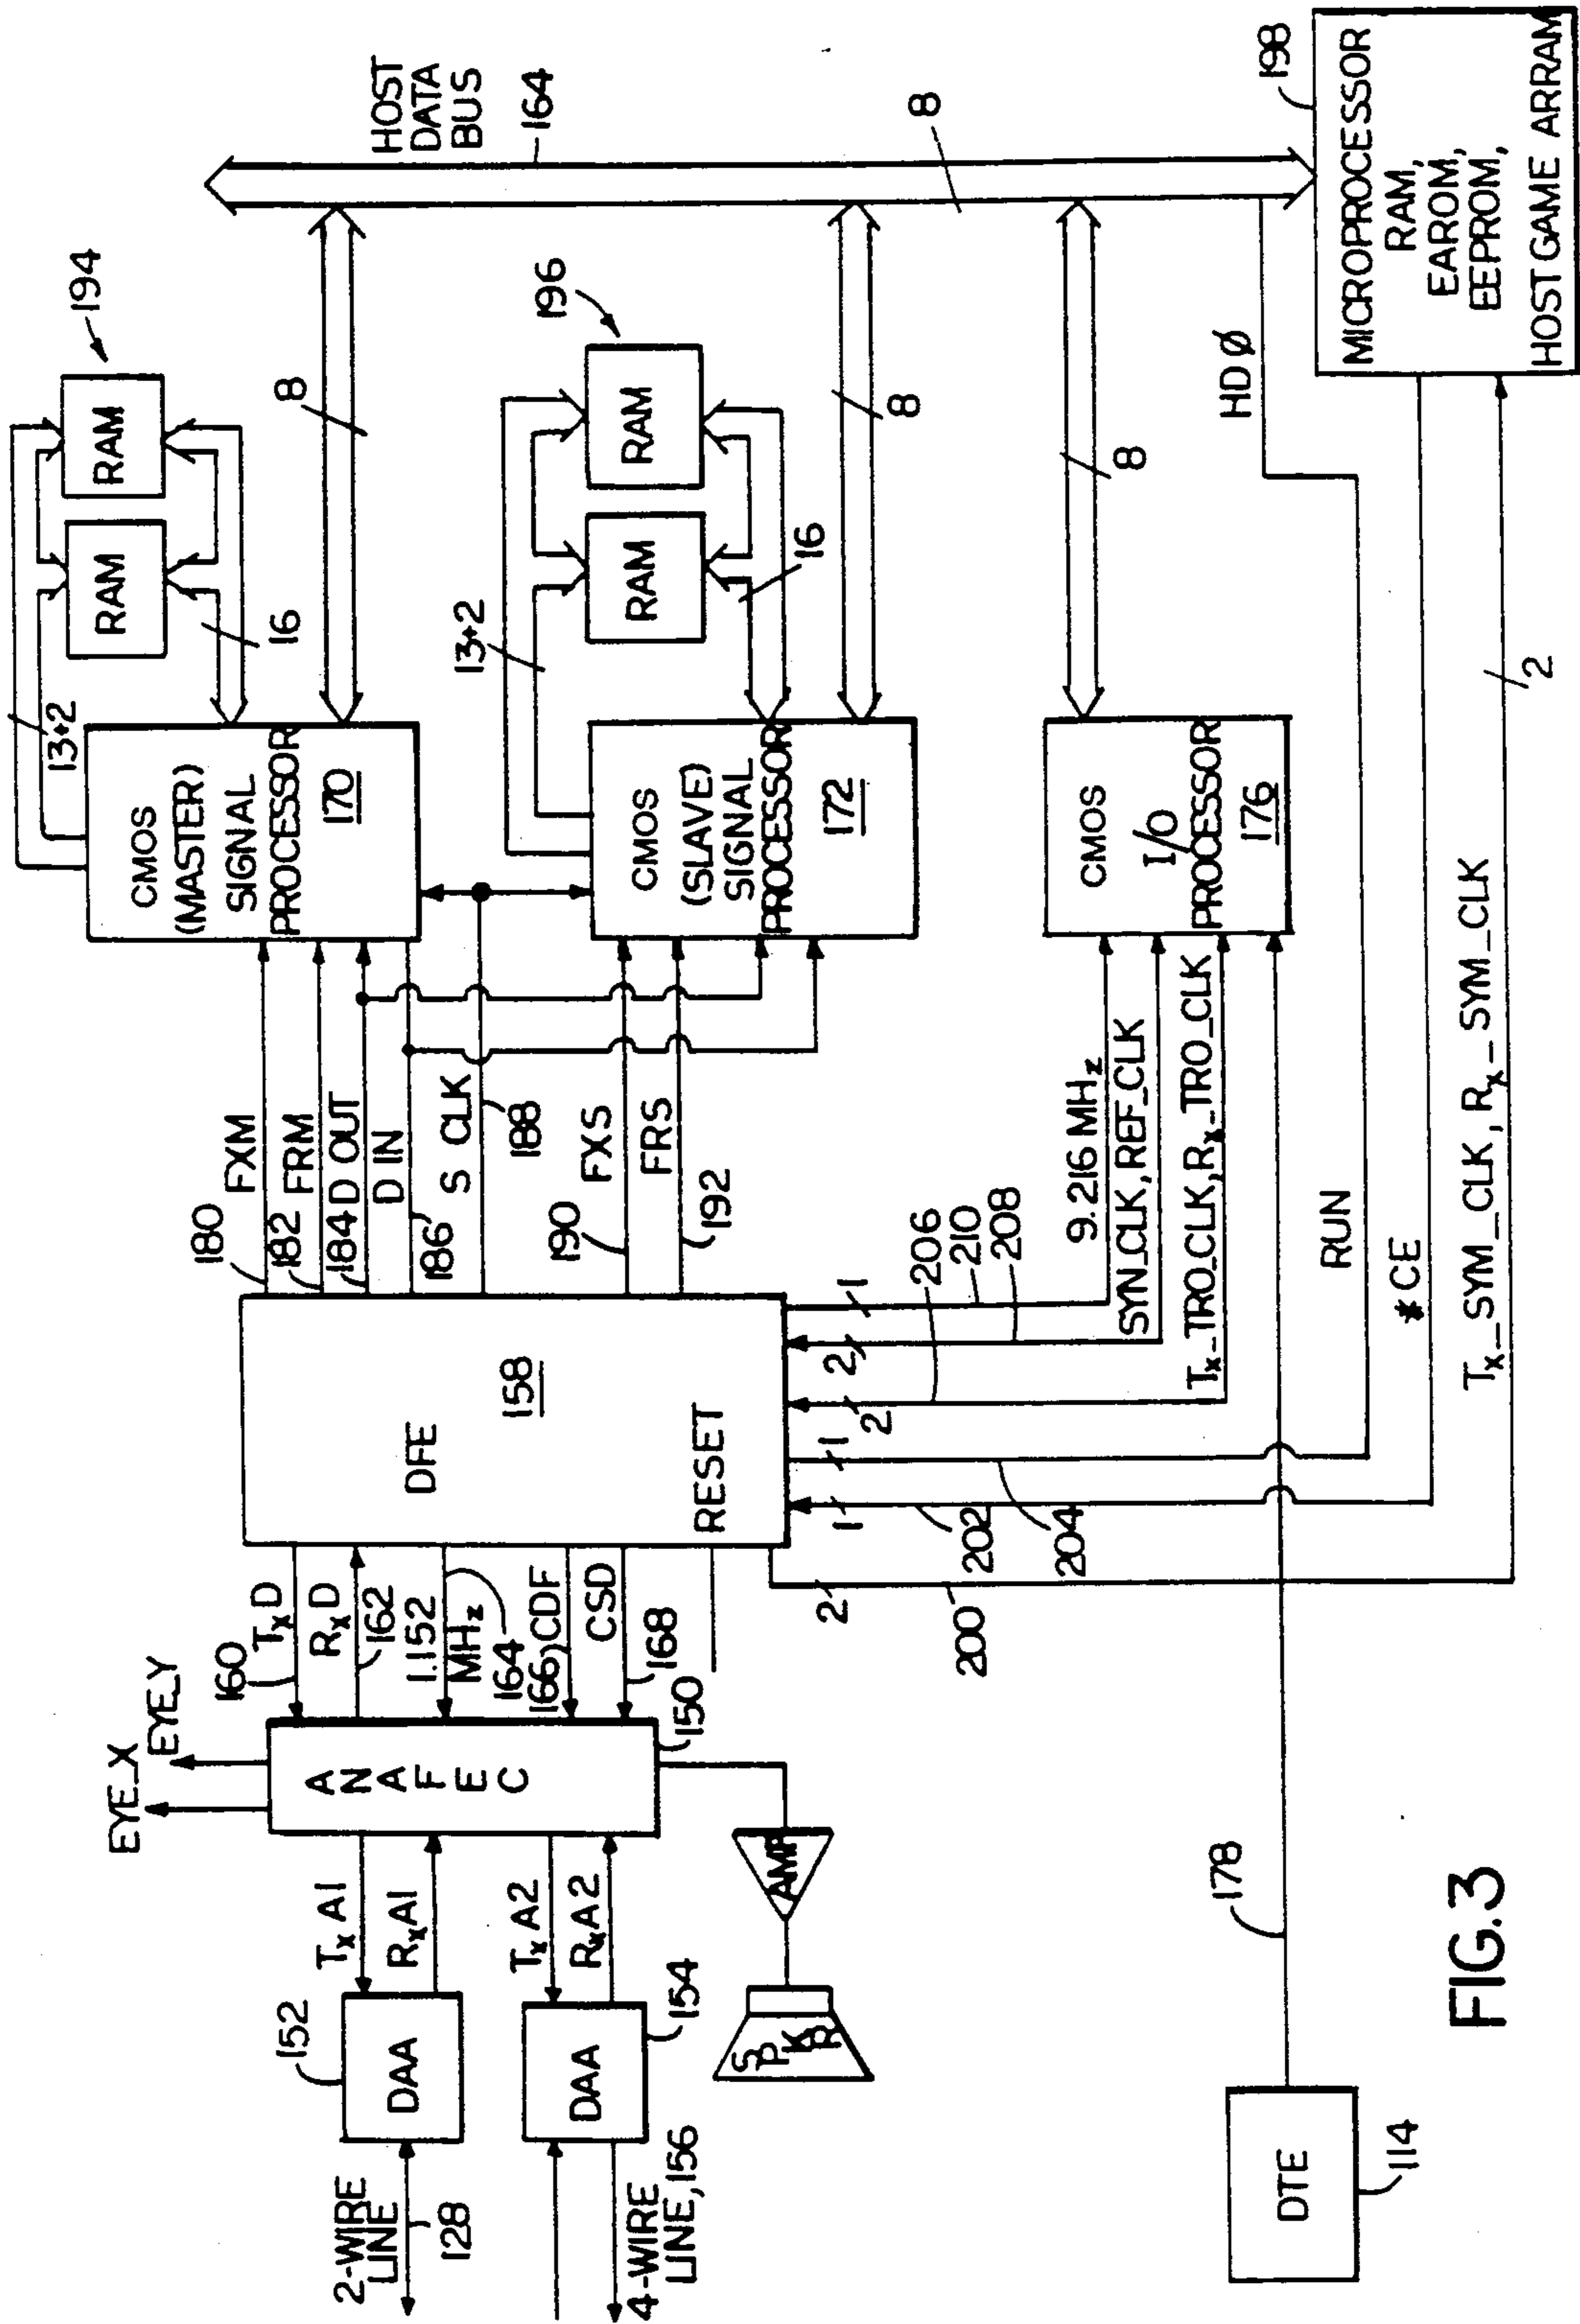 HOST
DATA
BUS
164
194
RAM
RAM
13+2
16
8
CMOS
(MASTER)
SIGNAL
PROCESSOR
170
196
RAM
RAM
13+2
16
8
CMOS
(SLAVE)
SIGNAL
PROCESSOR
172
8
8
CMOS
I/O
PROCESSOR
176
198
MICROPROCESSOR
RAM,
EAROM,
EEPROM,
HOST GAME ARRAM
HDØ
180
FXM
182
FRM
184
D OUT
D IN
186
S CLK
188
190
FXS
FRS
192
DFE
158
RESET
9.216 MHz
SYN_CLK, REF_CLK
Tx_TRO_CLK, Rx_TRO_CLK
RUN
*CE
Tx_SYM_CLK, Rx_SYM_CLK
2
1
210
2
208
2
206
1
204
1
202
2
200
160
TxD
RxD
162
1.152
MHz
164
166
CDF
CSD
168
150
EYE_X
EYE_Y
ANAFEC
TxA1
RxA1
TxA2
RxA2
152
DAA
154
DAA
2-WIRE
LINE
128
4-WIRE
LINE, 156
AMP
SPKR
178
DTE
114
FIG. 3